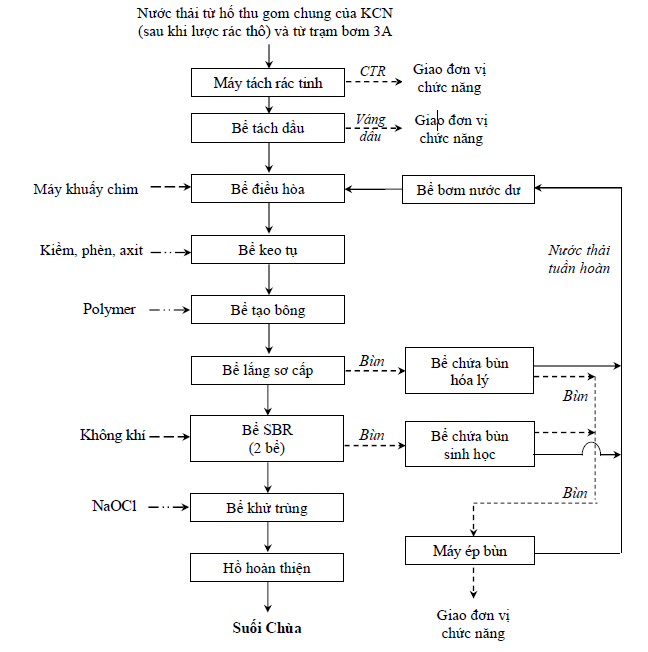 Nước thải từ hố thu gom chung của KCN
(sau khi lược rác thô) và từ trạm bơm 3A
Máy tách rác tinh
CTR
Giao đơn vị
chức năng
Bể tách dầu
Váng
dầu
Giao đơn vị
chức năng
Máy khuấy chìm
Bể điều hòa
Bể bơm nước dư
Kiềm, phèn, axit
Bể keo tụ
Nước thải
tuần hoàn
Polymer
Bể tạo bông
Bể lắng sơ cấp
Bùn
Bể chứa bùn
hóa lý
Bùn
Không khí
Bể SBR
(2 bể)
Bùn
Bể chứa bùn
sinh học
Bùn
NaOCl
Bể khử trùng
Máy ép bùn
Hồ hoàn thiện
Giao đơn vị
chức năng
Suối Chùa